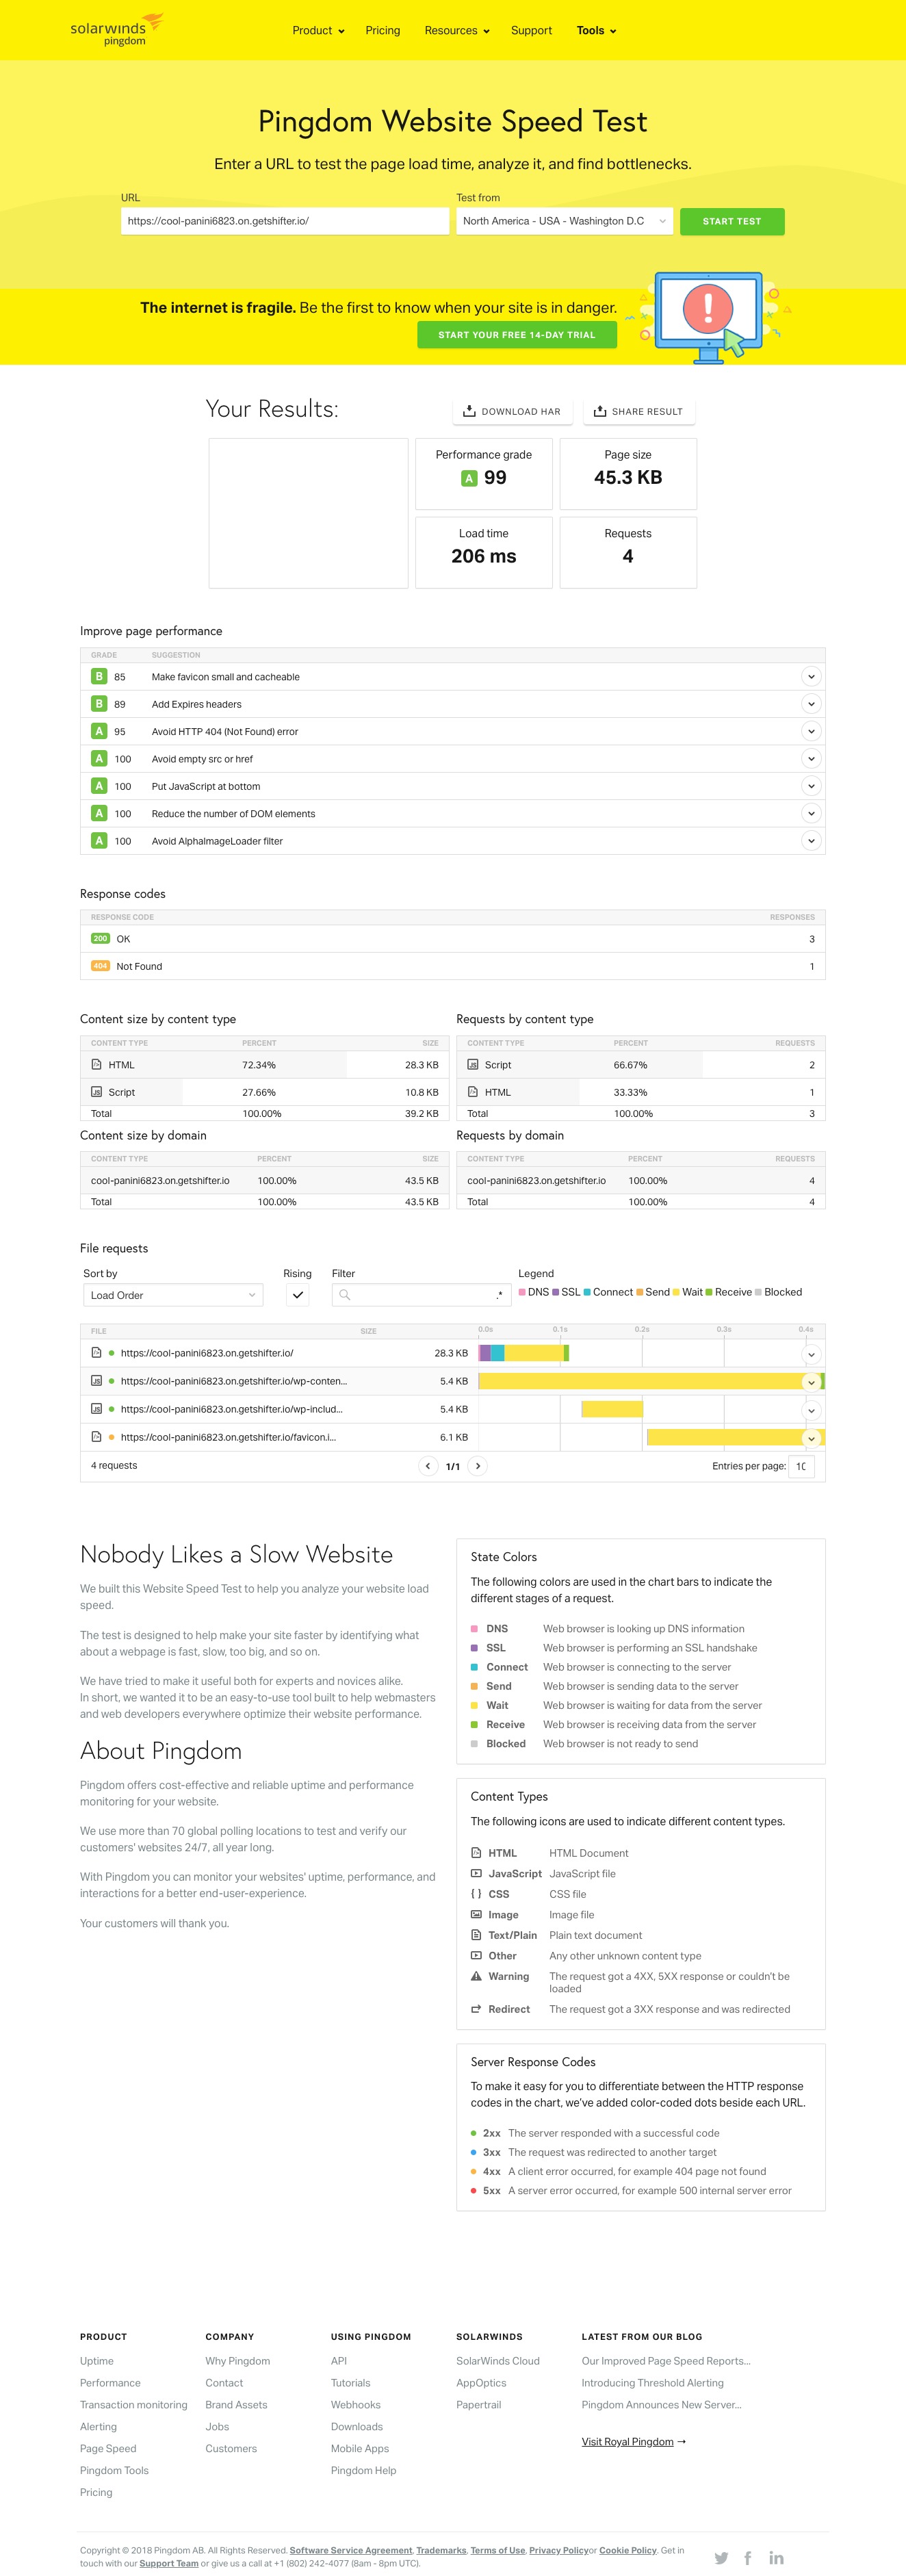 solarwinds
pingdom
Product
Pricing
Resources
Support
Tools
Pingdom Website Speed Test
Enter a URL to test the page load time, analyze it, and find bottlenecks.
URL
Test from
https://cool-panini6823.on.getshifter.io/
North America - USA - Washington D.C
START TEST
The internet is fragile. Be the first to know when your site is in danger.
START YOUR FREE 14-DAY TRIAL
Your Results:
DOWNLOAD HAR
SHARE RESULT
Performance grade
A 99
Page size
45.3 KB
Load time
206 ms
Requests
4
Improve page performance
GRADE SUGGESTION
B 85 Make favicon small and cacheable
B 89 Add Expires headers
A 95 Avoid HTTP 404 (Not Found) error
A 100 Avoid empty src or href
A 100 Put JavaScript at bottom
A 100 Reduce the number of DOM elements
A 100 Avoid AlphaImageLoader filter
Response codes
RESPONSE CODE RESPONSES
200 OK 3
404 Not Found 1
Content size by content type
CONTENT TYPE PERCENT SIZE
HTML 72.34% 28.3 KB
Script 27.66% 10.8 KB
Total 100.00% 39.2 KB
Requests by content type
CONTENT TYPE PERCENT REQUESTS
Script 66.67% 2
HTML 33.33% 1
Total 100.00% 3
Content size by domain
CONTENT TYPE PERCENT SIZE
cool-panini6823.on.getshifter.io 100.00% 43.5 KB
Total 100.00% 43.5 KB
Requests by domain
CONTENT TYPE PERCENT REQUESTS
cool-panini6823.on.getshifter.io 100.00% 4
Total 100.00% 4
File requests
Sort by
Rising
Filter
Legend
Load Order
.*
DNS SSL Connect Send Wait Receive Blocked
FILE SIZE 0.0s 0.1s 0.2s 0.3s 0.4s
https://cool-panini6823.on.getshifter.io/ 28.3 KB
https://cool-panini6823.on.getshifter.io/wp-conten... 5.4 KB
https://cool-panini6823.on.getshifter.io/wp-includ... 5.4 KB
https://cool-panini6823.on.getshifter.io/favicon.i... 6.1 KB
4 requests
1/1
Entries per page: 10
Nobody Likes a Slow Website
We built this Website Speed Test to help you analyze your website load
speed.
The test is designed to help make your site faster by identifying what
about a webpage is fast, slow, too big, and so on.
We have tried to make it useful both for experts and novices alike.
In short, we wanted it to be an easy-to-use tool built to help webmasters
and web developers everywhere optimize their website performance.
About Pingdom
Pingdom offers cost-effective and reliable uptime and performance
monitoring for your website.
We use more than 70 global polling locations to test and verify our
customers' websites 24/7, all year long.
With Pingdom you can monitor your websites' uptime, performance, and
interactions for a better end-user-experience.
Your customers will thank you.
State Colors
The following colors are used in the chart bars to indicate the
different stages of a request.
DNS Web browser is looking up DNS information
SSL Web browser is performing an SSL handshake
Connect Web browser is connecting to the server
Send Web browser is sending data to the server
Wait Web browser is waiting for data from the server
Receive Web browser is receiving data from the server
Blocked Web browser is not ready to send
Content Types
The following icons are used to indicate different content types.
HTML HTML Document
JavaScript JavaScript file
CSS CSS file
Image Image file
Text/Plain Plain text document
Other Any other unknown content type
Warning The request got a 4XX, 5XX response or couldn't be
loaded
Redirect The request got a 3XX response and was redirected
Server Response Codes
To make it easy for you to differentiate between the HTTP response
codes in the chart, we've added color-coded dots beside each URL.
2xx The server responded with a successful code
3xx The request was redirected to another target
4xx A client error occurred, for example 404 page not found
5xx A server error occurred, for example 500 internal server error
PRODUCT
Uptime
Performance
Transaction monitoring
Alerting
Page Speed
Pingdom Tools
Pricing
COMPANY
Why Pingdom
Contact
Brand Assets
Jobs
Customers
USING PINGDOM
API
Tutorials
Webhooks
Downloads
Mobile Apps
Pingdom Help
SOLARWINDS
SolarWinds Cloud
AppOptics
Papertrail
LATEST FROM OUR BLOG
Our Improved Page Speed Reports...
Introducing Threshold Alerting
Pingdom Announces New Server...
Visit Royal Pingdom →
Copyright © 2018 Pingdom AB. All Rights Reserved. Software Service Agreement, Trademarks, Terms of Use, Privacy Policyor Cookie Policy. Get in
touch with our Support Team or give us a call at +1 (802) 242-4077 (8am - 8pm UTC).